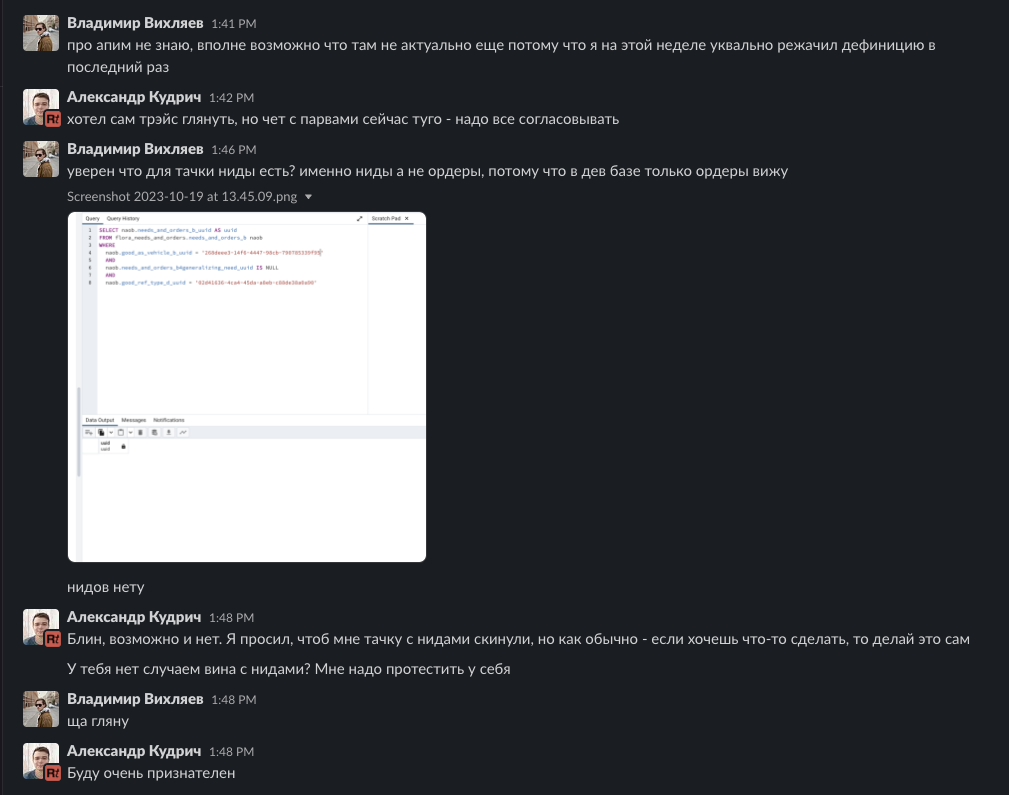 Владимир Вихляев 1:41 PM
про апим не знаю, вполне возможно что там не актуально еще потому что я на этой неделе уквально режачил дефиницию в
последний раз
Александр Кудрич 1:42 PM
Rt
хотел сам трэйс глянуть, но чет с парвами сейчас туго - надо все согласовывать
Владимир Вихляев 1:46 PM
уверен что для тачки ниды есть? именно ниды а не ордеры, потому что в дев базе только ордеры вижу
Screenshot 2023-10-19 at 13.45.09.png
Query Query History Scratch Pad
1 SELECT naob.needs_and_orders_b_uuid AS uuid
2 FROM flora_needs_and_orders.needs_and_orders_b naob
3 WHERE
4 naob.good_as_vehicle_b_uuid =
5 AND
6 naob.needs_and_orders_b4generalizing_need_uuid IS NULL
7 AND
8 naob.good_ref_type_d_uuid =
Data Output Messages Notifications
uuid
uuid
нидов нету
Александр Кудрич 1:48 PM
Rt
Блин, возможно и нет. Я просил, чтоб мне тачку с нидами скинули, но как обычно - если хочешь что-то сделать, то делай это сам
У тебя нет случаем вина с нидами? Мне надо протестить у себя
Владимир Вихляев 1:48 PM
ща гляну
Александр Кудрич 1:48 PM
Rt
Буду очень признателен